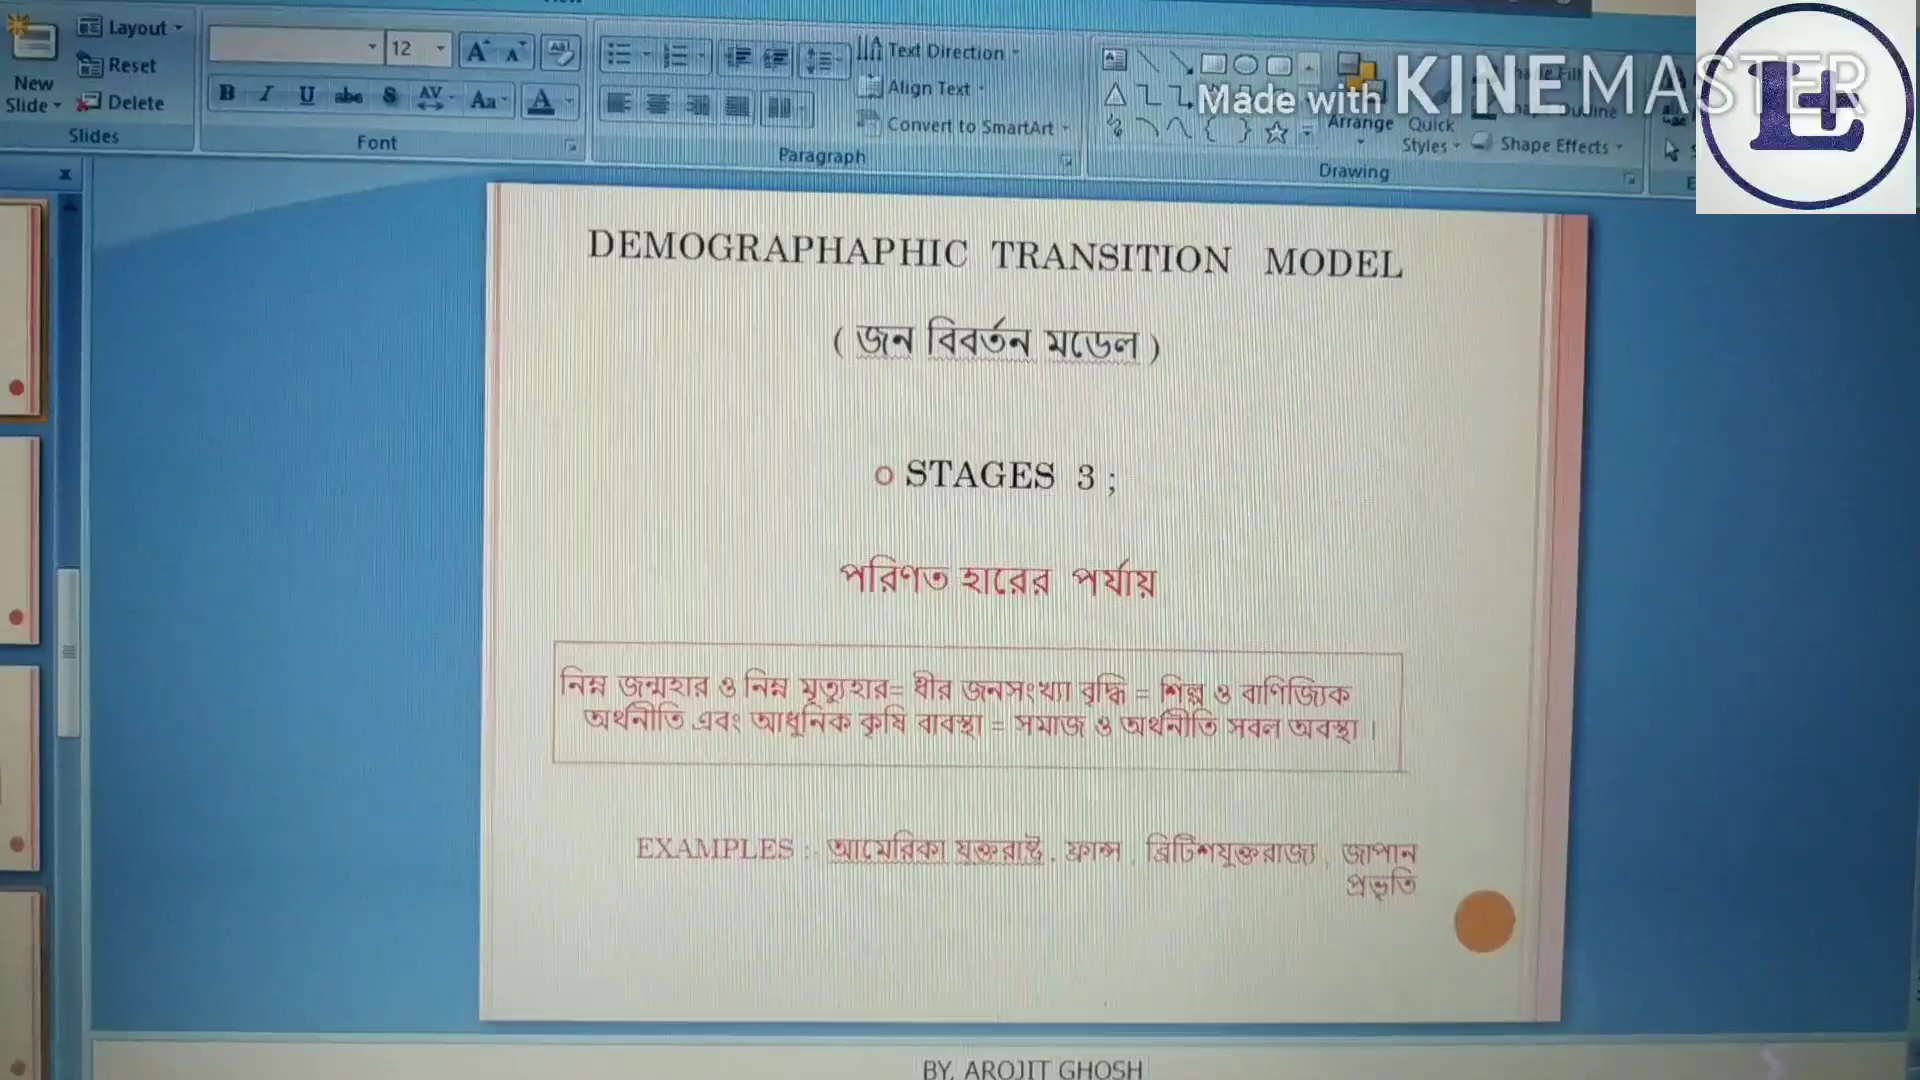 Layout
Reset
New
Slide
Delete
Slides
12
B I U abc S AV Aa A
Font
Text Direction
Align Text
Convert to SmartArt
Paragraph
Arrange
Quick
Styles
Shape Effects
Drawing
Made with KINEMASTER
DEMOGRAPHAPHIC TRANSITION MODEL
( জন বিবর্তন মডেল )
STAGES 3 ;
পরিণত হারের পর্যায়
নিম্ন জন্মহার ও নিম্ন মৃত্যুহার= ধীর জনসংখ্যা বৃদ্ধি = শিল্প ও বাণিজ্যিক
অর্থনীতি এবং আধুনিক কৃষি ব্যবস্থা = সমাজ ও অর্থনীতি সবল অবস্থা ।
EXAMPLES :- আমেরিকা যুক্তরাষ্ট্র , ফ্রান্স , ব্রিটিশযুক্তরাজ্য , জাপান
প্রভৃতি
BY, AROJIT GHOSH